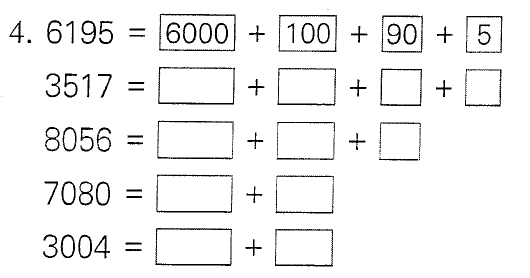 4. 6195 = 6000 + 100 + 90 + 5
3517 = + + +
8056 = + +
7080 = +
3004 = +